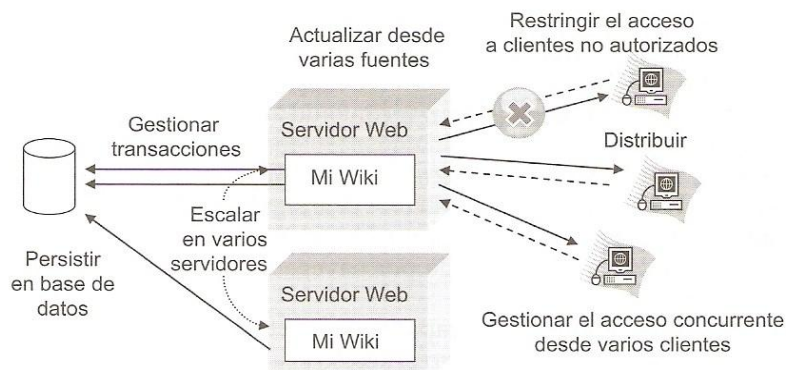 Actualizar desde
varias fuentes
Restringir el acceso
a clientes no autorizados
Gestionar
transacciones
Servidor Web
Mi Wiki
Distribuir
Escalar
en varios
servidores
Persistir
en base de
datos
Servidor Web
Mi Wiki
Gestionar el acceso concurrente
desde varios clientes